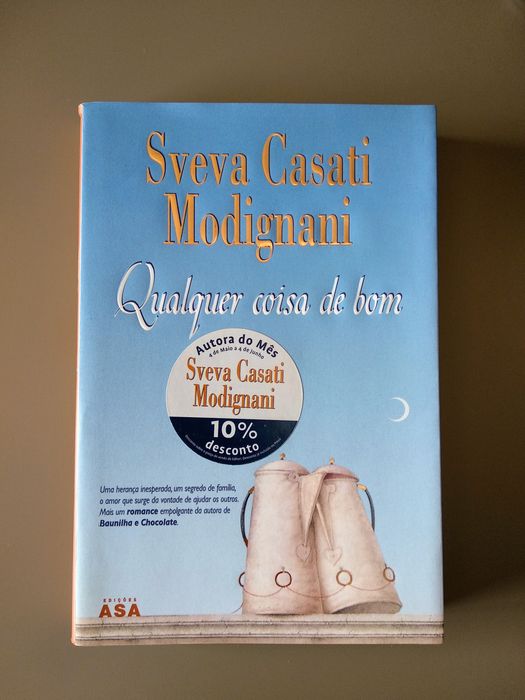 Sveva Casati
Modignani
Qualquer coisa de bom
Autora do Mês
4 de Maio a 4 de Junho
Sveva Casati
Modignani
10%
desconto
Uma herança inesperada, um segredo de família,
o amor que surge da vontade de ajudar os outros.
Mais um romance empolgante da autora de
Baunilha e Chocolate.
EDIÇÕES
ASA